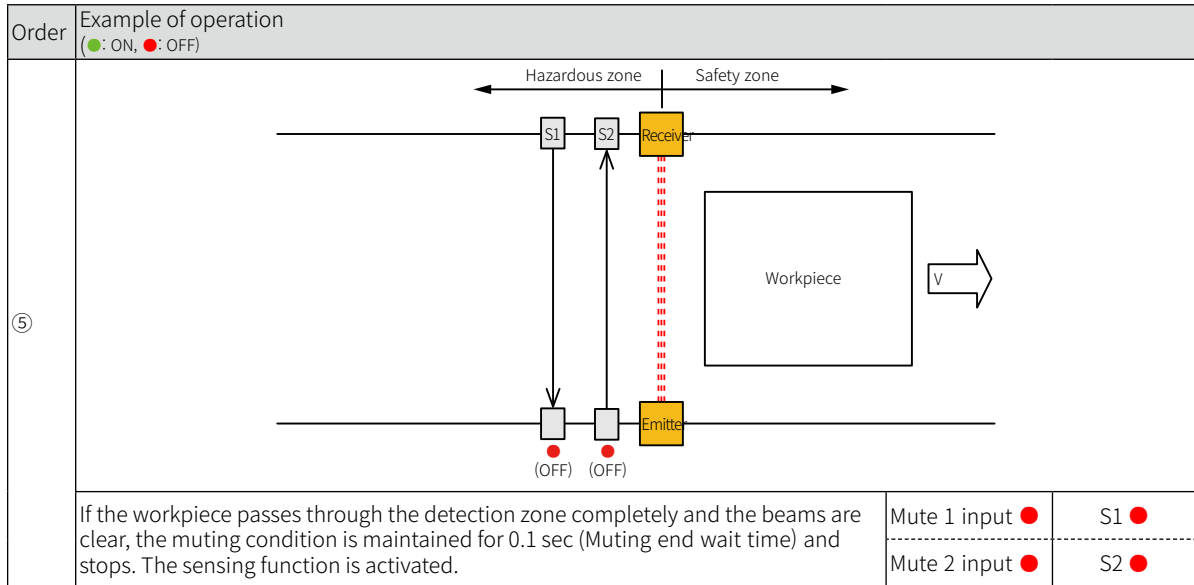 Order
Example of operation
(●: ON, ●: OFF)
⑤
Hazardous zone
Safety zone
S1
S2
Receiver
Workpiece
V
Emitter
(OFF)
(OFF)
If the workpiece passes through the detection zone completely and the beams are
clear, the muting condition is maintained for 0.1 sec (Muting end wait time) and
stops. The sensing function is activated.
Mute 1 input ●
S1 ●
Mute 2 input ●
S2 ●